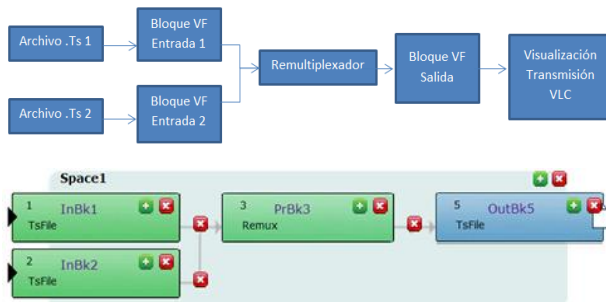 Archivo .Ts 1
Bloque VF
Entrada 1
Archivo .Ts 2
Bloque VF
Entrada 2
Remultiplexador
Bloque VF
Salida
Visualización
Transmisión
VLC
Space1
1 InBk1
TsFile
2 InBk2
TsFile
3 PrBk3
Remux
5 OutBk5
TsFile